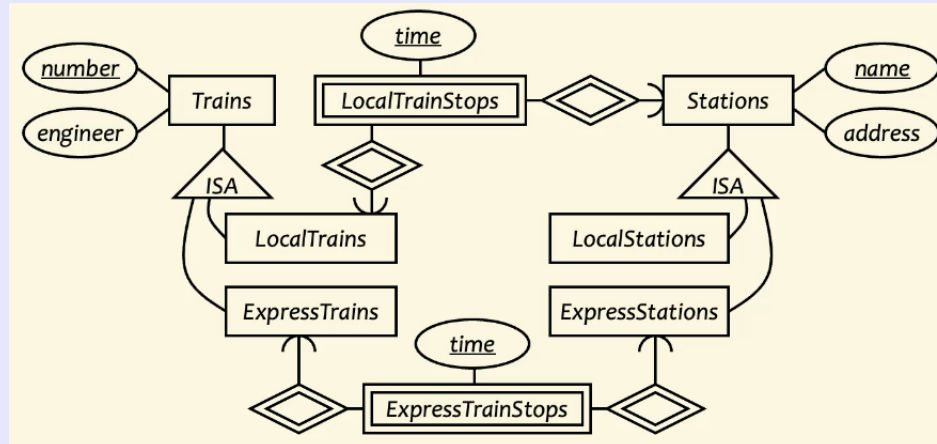 time
number
name
Trains
LocalTrainStops
Stations
engineer
address
ISA
ISA
LocalTrains
LocalStations
ExpressTrains
ExpressStations
time
ExpressTrainStops